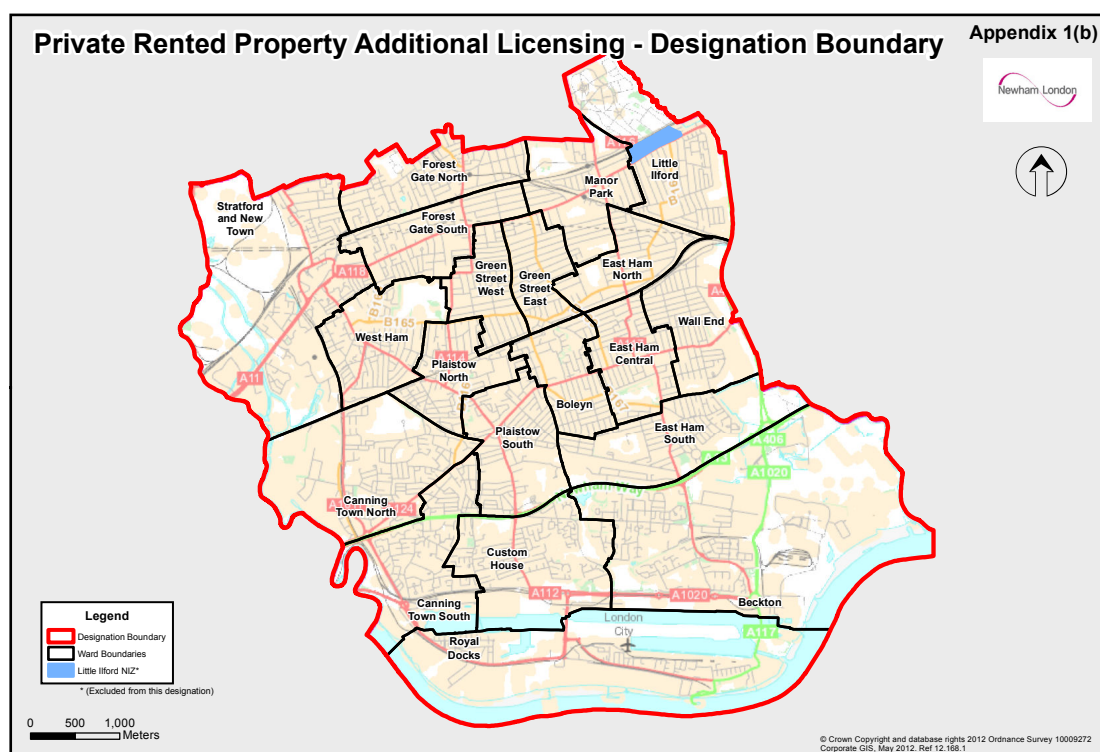 Private Rented Property Additional Licensing - Designation Boundary
Appendix 1(b)
Newham London
Forest
Gate North
Little
Ilford
Manor
Park
Stratford
and New
Town
Forest
Gate South
A118
Green
Street
West
Green
Street
East
East Ham
North
B165
West Ham
Wall End
East Ham
Central
Plaistow
North
A11
Boleyn
Plaistow
South
East Ham
South
A406
A1020
Canning
Town North
Custom
House
A112
A1020
Beckton
Canning
Town South
London
City
A117
Royal
Docks
Legend
Designation Boundary
Ward Boundaries
Little Ilford NIZ*
* (Excluded from this designation)
0 500 1,000
Meters
© Crown Copyright and database rights 2012 Ordnance Survey 10009272
Corporate GIS, May 2012. Ref 12.168.1